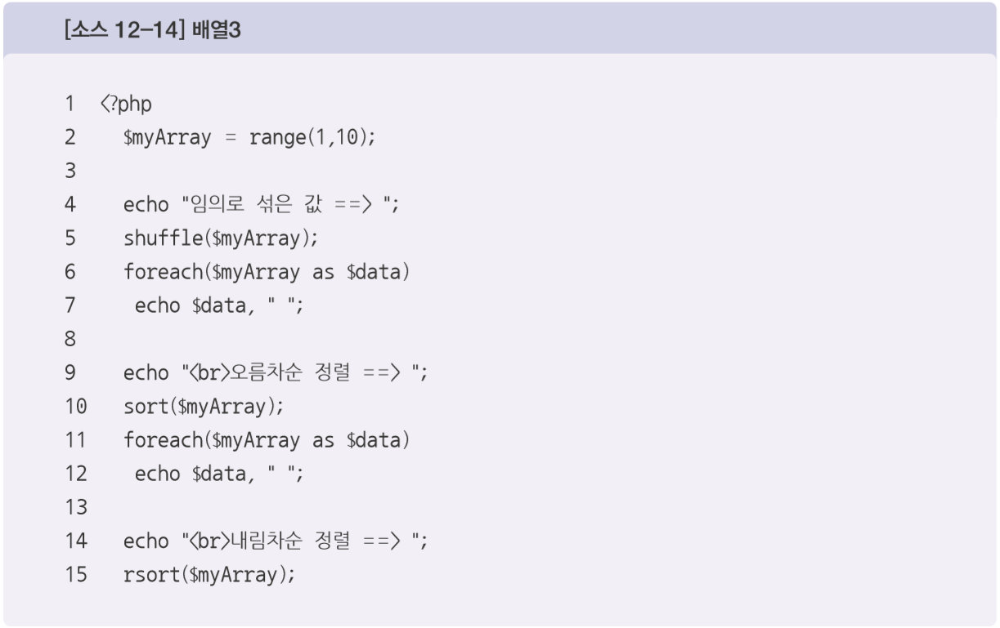 [소스 12-14] 배열3
1 <?php
2 $myArray = range(1,10);
3
4 echo "임의로 섞은 값 ==> ";
5 shuffle($myArray);
6 foreach($myArray as $data)
7 echo $data, " ";
8
9 echo "<br>오름차순 정렬 ==> ";
10 sort($myArray);
11 foreach($myArray as $data)
12 echo $data, " ";
13
14 echo "<br>내림차순 정렬 ==> ";
15 rsort($myArray);